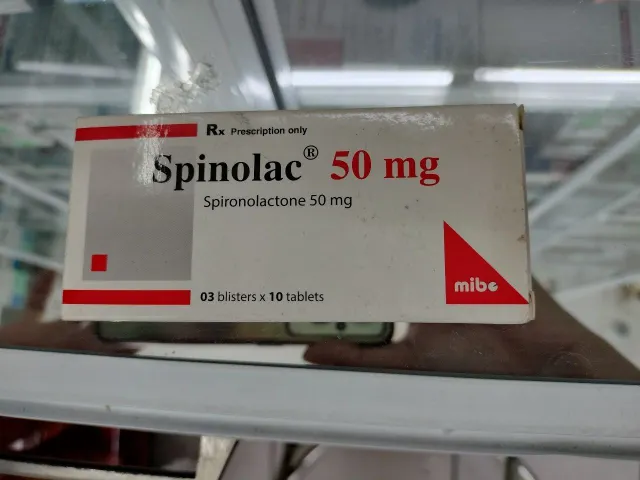 Rx Prescription only
Spinolac® 50 mg
Spironolactone 50 mg
mibe
03 blisters x 10 tablets